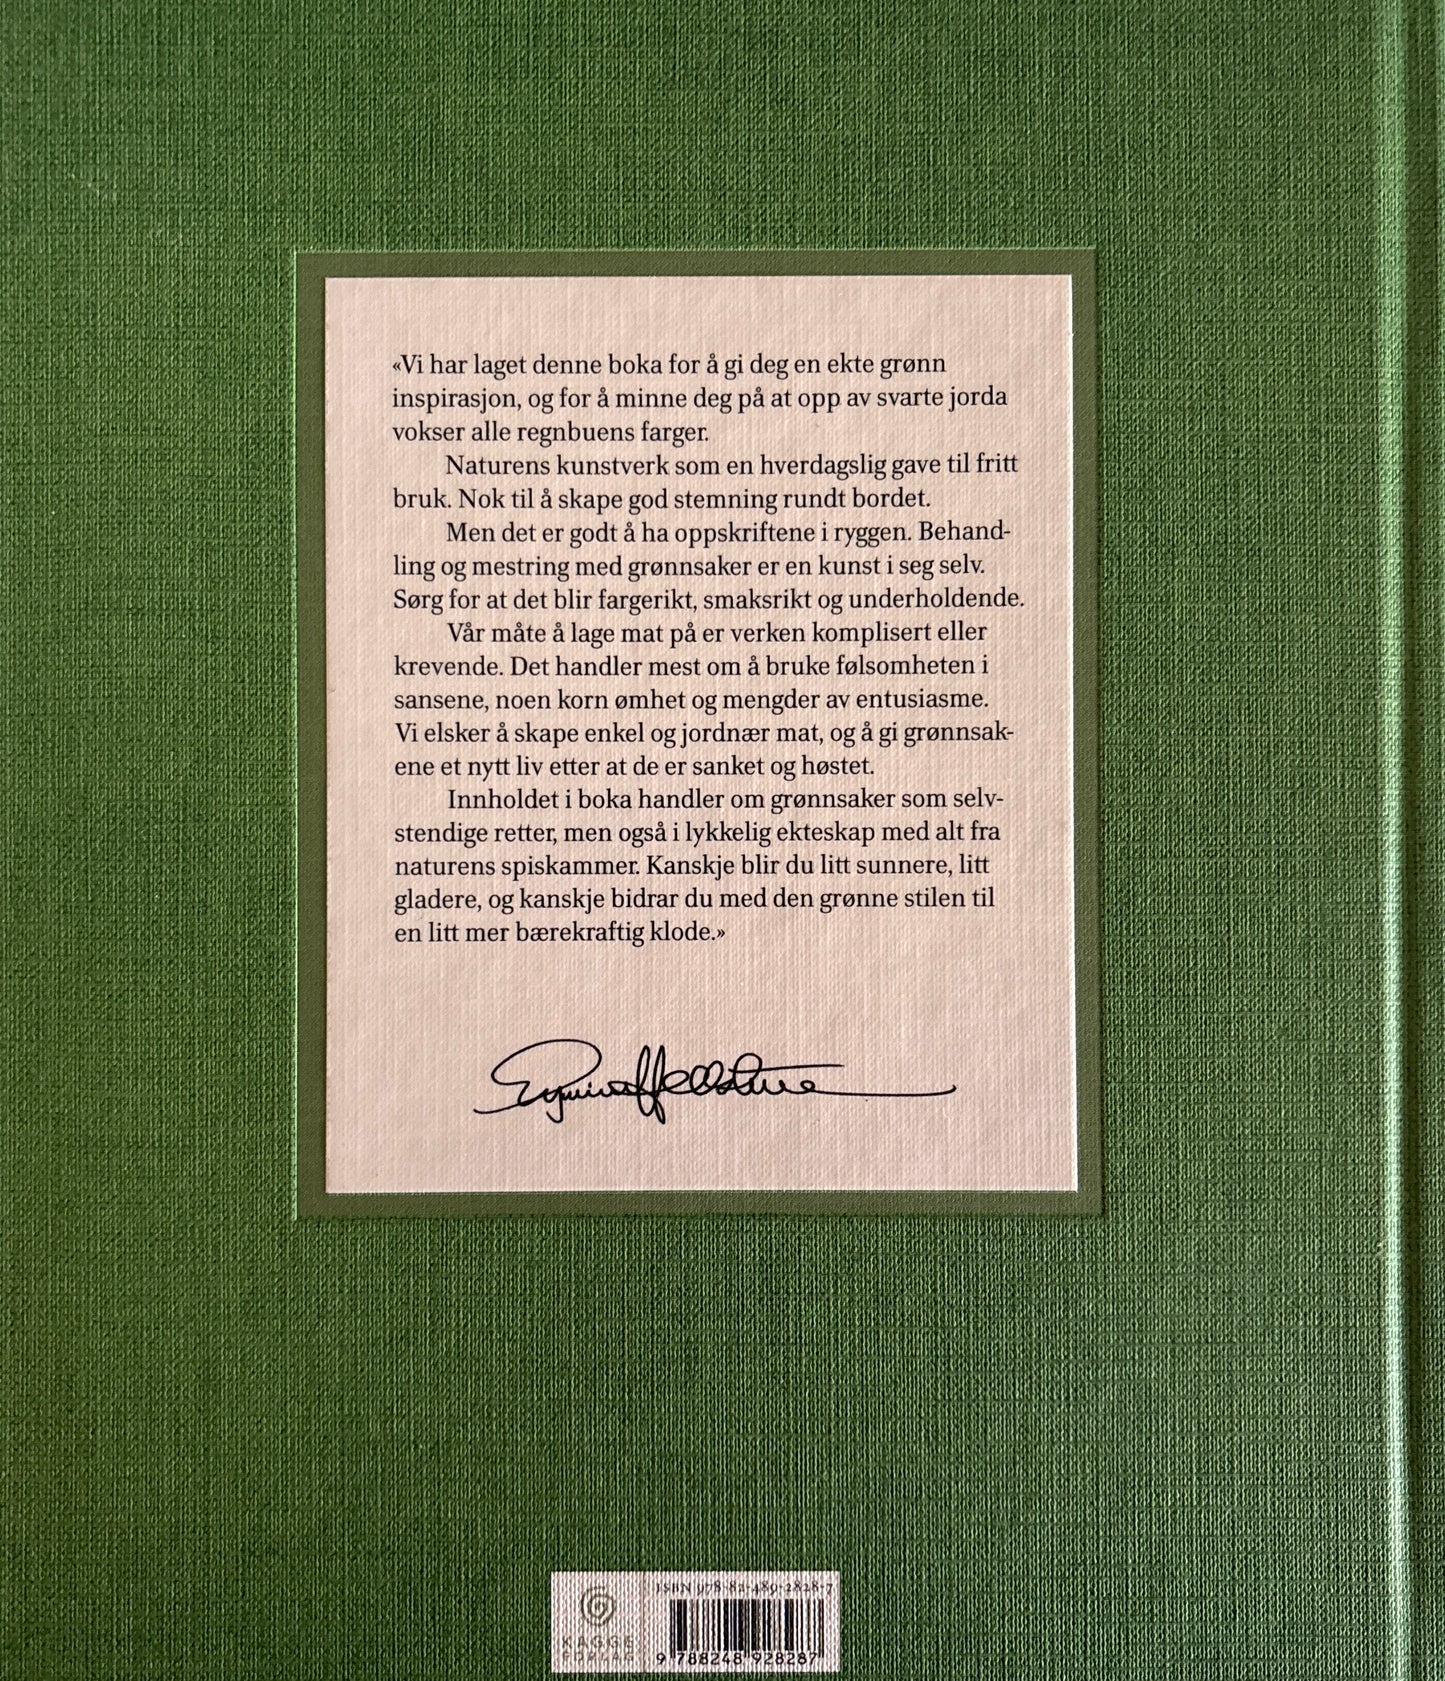 «Vi har laget denne boka for å gi deg en ekte grønn
inspirasjon, og for å minne deg på at opp av svarte jorda
vokser alle regnbuens farger.
Naturens kunstverk som en hverdagslig gave til fritt
bruk. Nok til å skape god stemning rundt bordet.
Men det er godt å ha oppskriftene i ryggen. Behand-
ling og mestring med grønnsaker er en kunst i seg selv.
Sørg for at det blir fargerikt, smaksrikt og underholdende.
Vår måte å lage mat på er verken komplisert eller
krevende. Det handler mest om å bruke følsomheten i
sansene, noen korn ømhet og mengder av entusiasme.
Vi elsker å skape enkel og jordnær mat, og å gi grønnsak-
ene et nytt liv etter at de er sanket og høstet.
Innholdet i boka handler om grønnsaker som selv-
stendige retter, men også i lykkelig ekteskap med alt fra
naturens spiskammer. Kanskje blir du litt sunnere, litt
gladere, og kanskje bidrar du med den grønne stilen til
en litt mer bærekraftig klode.»
ISBN 978-82-489-2828-7
KAGGE
FORLAG
9 788248 928287